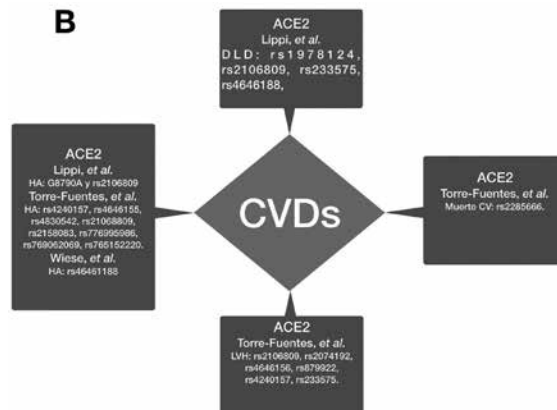 B
ACE2
Lippi, et al.
DLD: rs1978124,
rs2106809, rs233575,
rs4646188,
ACE2
Lippi, et al.
HA: G8790A y rs2106809
Torre-Fuentes, et al.
HA: rs4240157, rs4646155,
rs4830542, rs21068809,
rs2158083, rs776995986,
rs769062069, rs765152220.
Wiese, et al.
HA: rs46461188
CVDs
ACE2
Torre-Fuentes, et al.
Muerte CV: rs2285666.
ACE2
Torre-Fuentes, et al.
LVH: rs2106809, rs2074192,
rs4646156, rs879922,
rs4240157, rs233575.